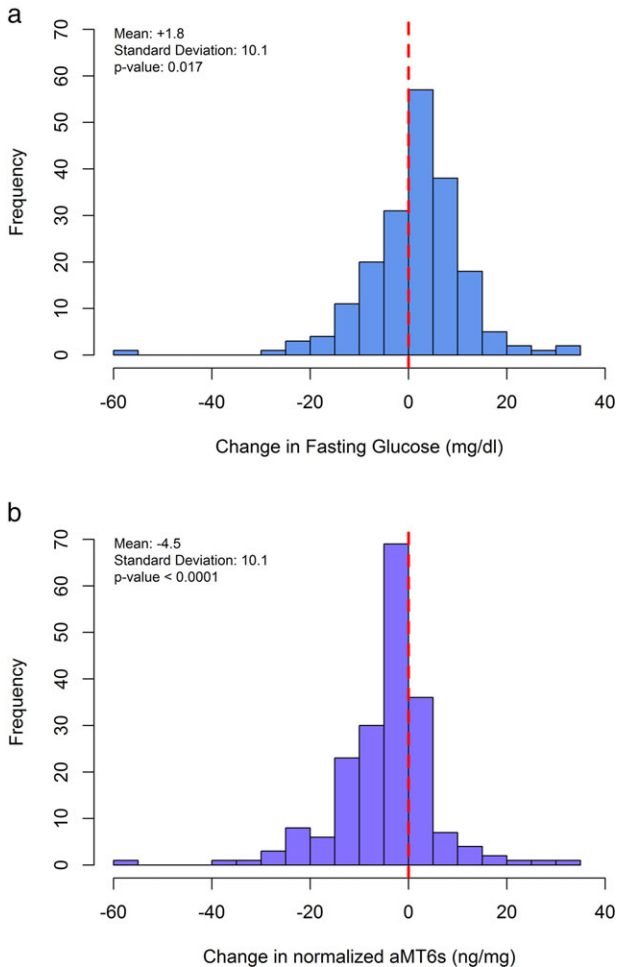 a
Mean: +1.8
Standard Deviation: 10.1
p-value: 0.017
70
60
50
40
30
20
10
0
Frequency
-60 -40 -20 0 20 40
Change in Fasting Glucose (mg/dl)
b
Mean: -4.5
Standard Deviation: 10.1
p-value < 0.0001
70
60
50
40
30
20
10
0
Frequency
-60 -40 -20 0 20 40
Change in normalized aMT6s (ng/mg)